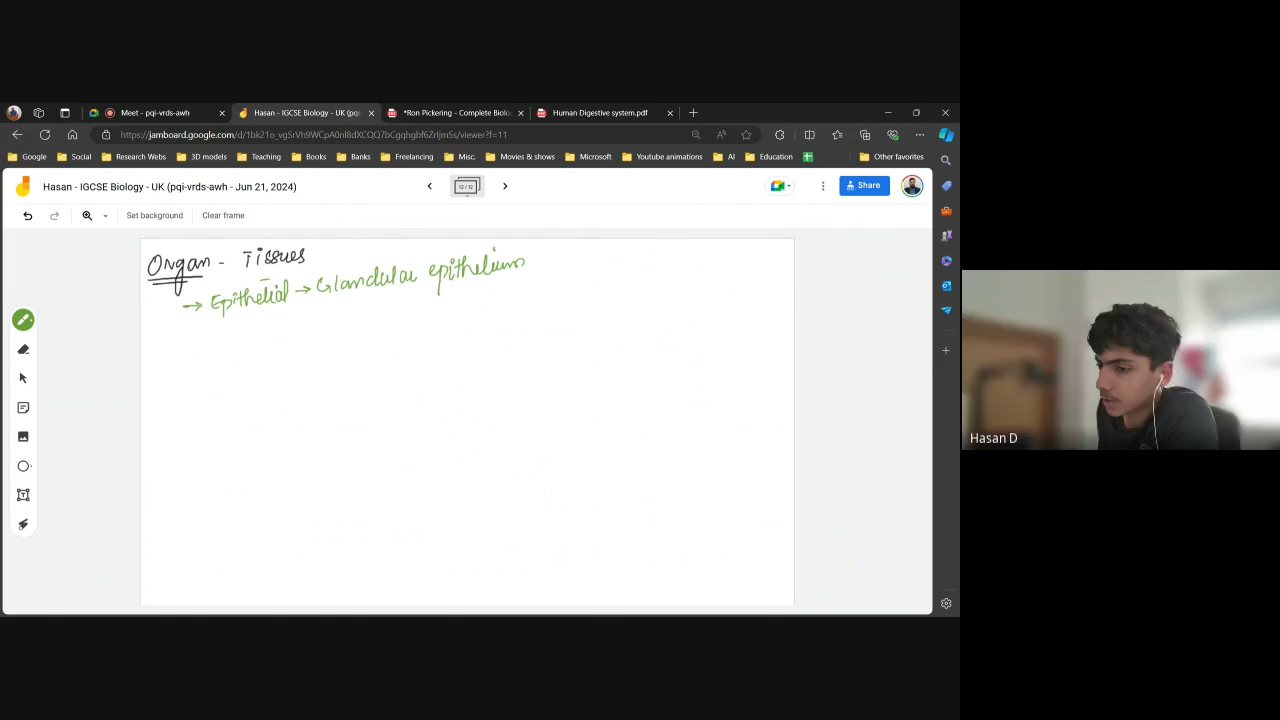 Meet - pqi-vrds-awh
Hasan - IGCSE Biology - UK (pqi-
*Ron Pickering - Complete Biolo
Human Digestive system.pdf
https://jamboard.google.com/d/1bk21o_vgSrVh9WCpA0nl8dXCQQ7bCgqhgbf6ZrIjmSs/viewer?f=11
Google
Social
Research Webs
3D models
Teaching
Books
Banks
Freelancing
Misc.
Movies & shows
Microsoft
Youtube animations
AI
Education
Other favorites
Hasan - IGCSE Biology - UK (pqi-vrds-awh - Jun 21, 2024)
12 / 12
Share
Set background
Clear frame
Organ - Tissues
→ Epithelial → Glandular epithelium
Hasan D